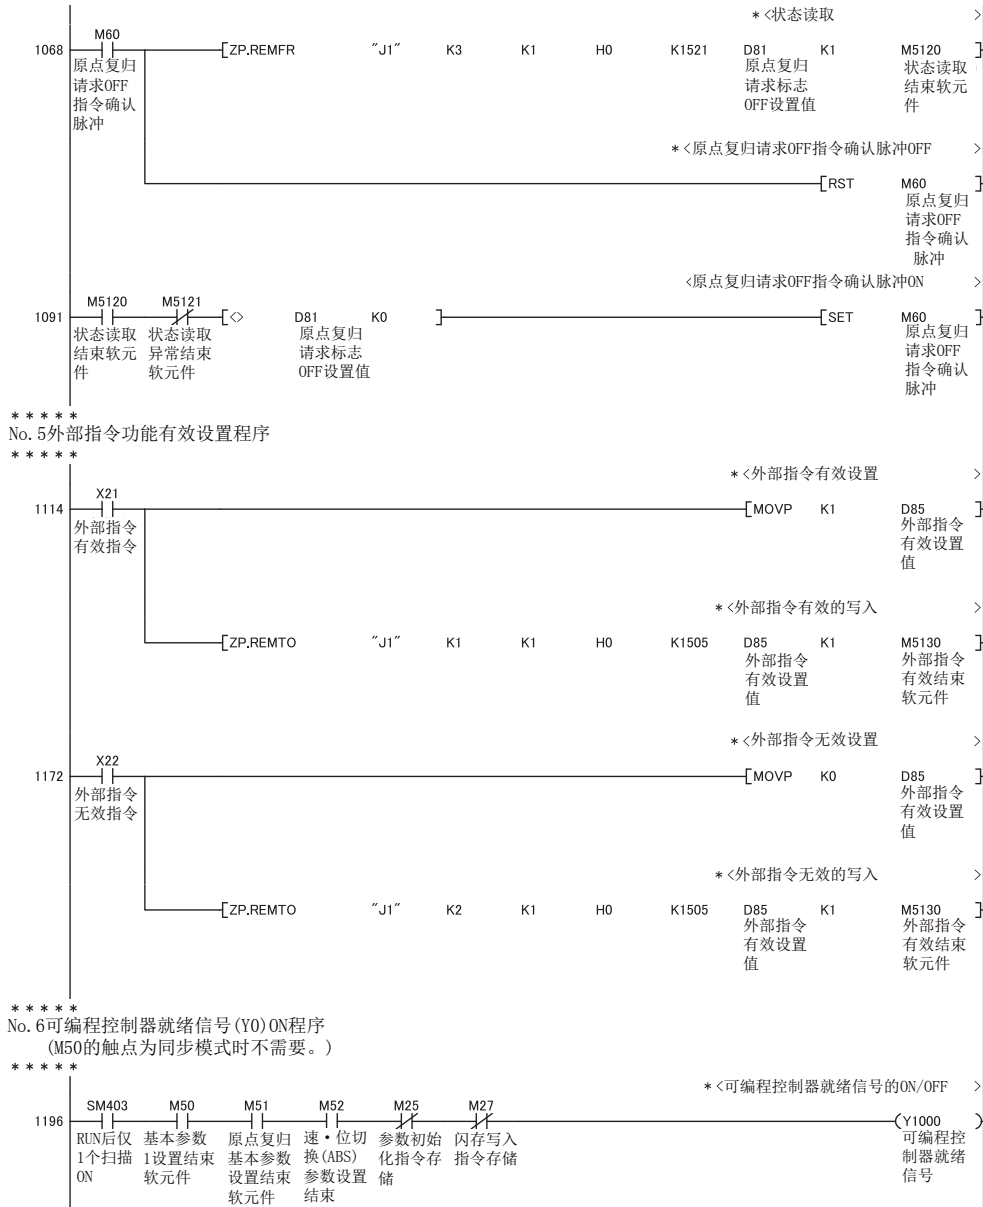 *<状态读取 >
M60
1068 [ZP.REMFR "J1" K3 K1 H0 K1521 D81 K1 M5120 ]
原点复归 原点复归 状态读取
请求OFF 请求标志 结束软元
指令确认 OFF设置值 件
脉冲
*<原点复归请求OFF指令确认脉冲OFF >
[RST M60 ]
原点复归
请求OFF
指令确认
脉冲
<原点复归请求OFF指令确认脉冲ON >
M5120 M5121
1091 [<> D81 K0 ] [SET M60 ]
状态读取 状态读取 原点复归 原点复归
结束软元 异常结束 请求标志 请求OFF
件 软元件 OFF设置值 指令确认
脉冲
*****
No.5外部指令功能有效设置程序
*****
*<外部指令有效设置 >
X21
1114 [MOVP K1 D85 ]
外部指令 外部指令
有效指令 有效设置
值
*<外部指令有效的写入 >
[ZP.REMTO "J1" K1 K1 H0 K1505 D85 K1 M5130 ]
外部指令 外部指令
有效设置 有效结束
值 软元件
*<外部指令无效设置 >
X22
1172 [MOVP K0 D85 ]
外部指令 外部指令
无效指令 有效设置
值
*<外部指令无效的写入 >
[ZP.REMTO "J1" K2 K1 H0 K1505 D85 K1 M5130 ]
外部指令 外部指令
有效设置 有效结束
值 软元件
*****
No.6可编程控制器就绪信号(Y0)ON程序
(M50的触点为同步模式时不需要。)
*****
*<可编程控制器就绪信号的ON/OFF >
SM403 M50 M51 M52 M25 M27
1196 (Y1000 )
RUN后仅 基本参数 原点复归 速・位切 参数初始 闪存写入 可编程控
1个扫描 1设置结束 基本参数 换(ABS) 化指令存 指令存储 制器就绪
ON 软元件 设置结束 参数设置 储 信号
软元件 结束